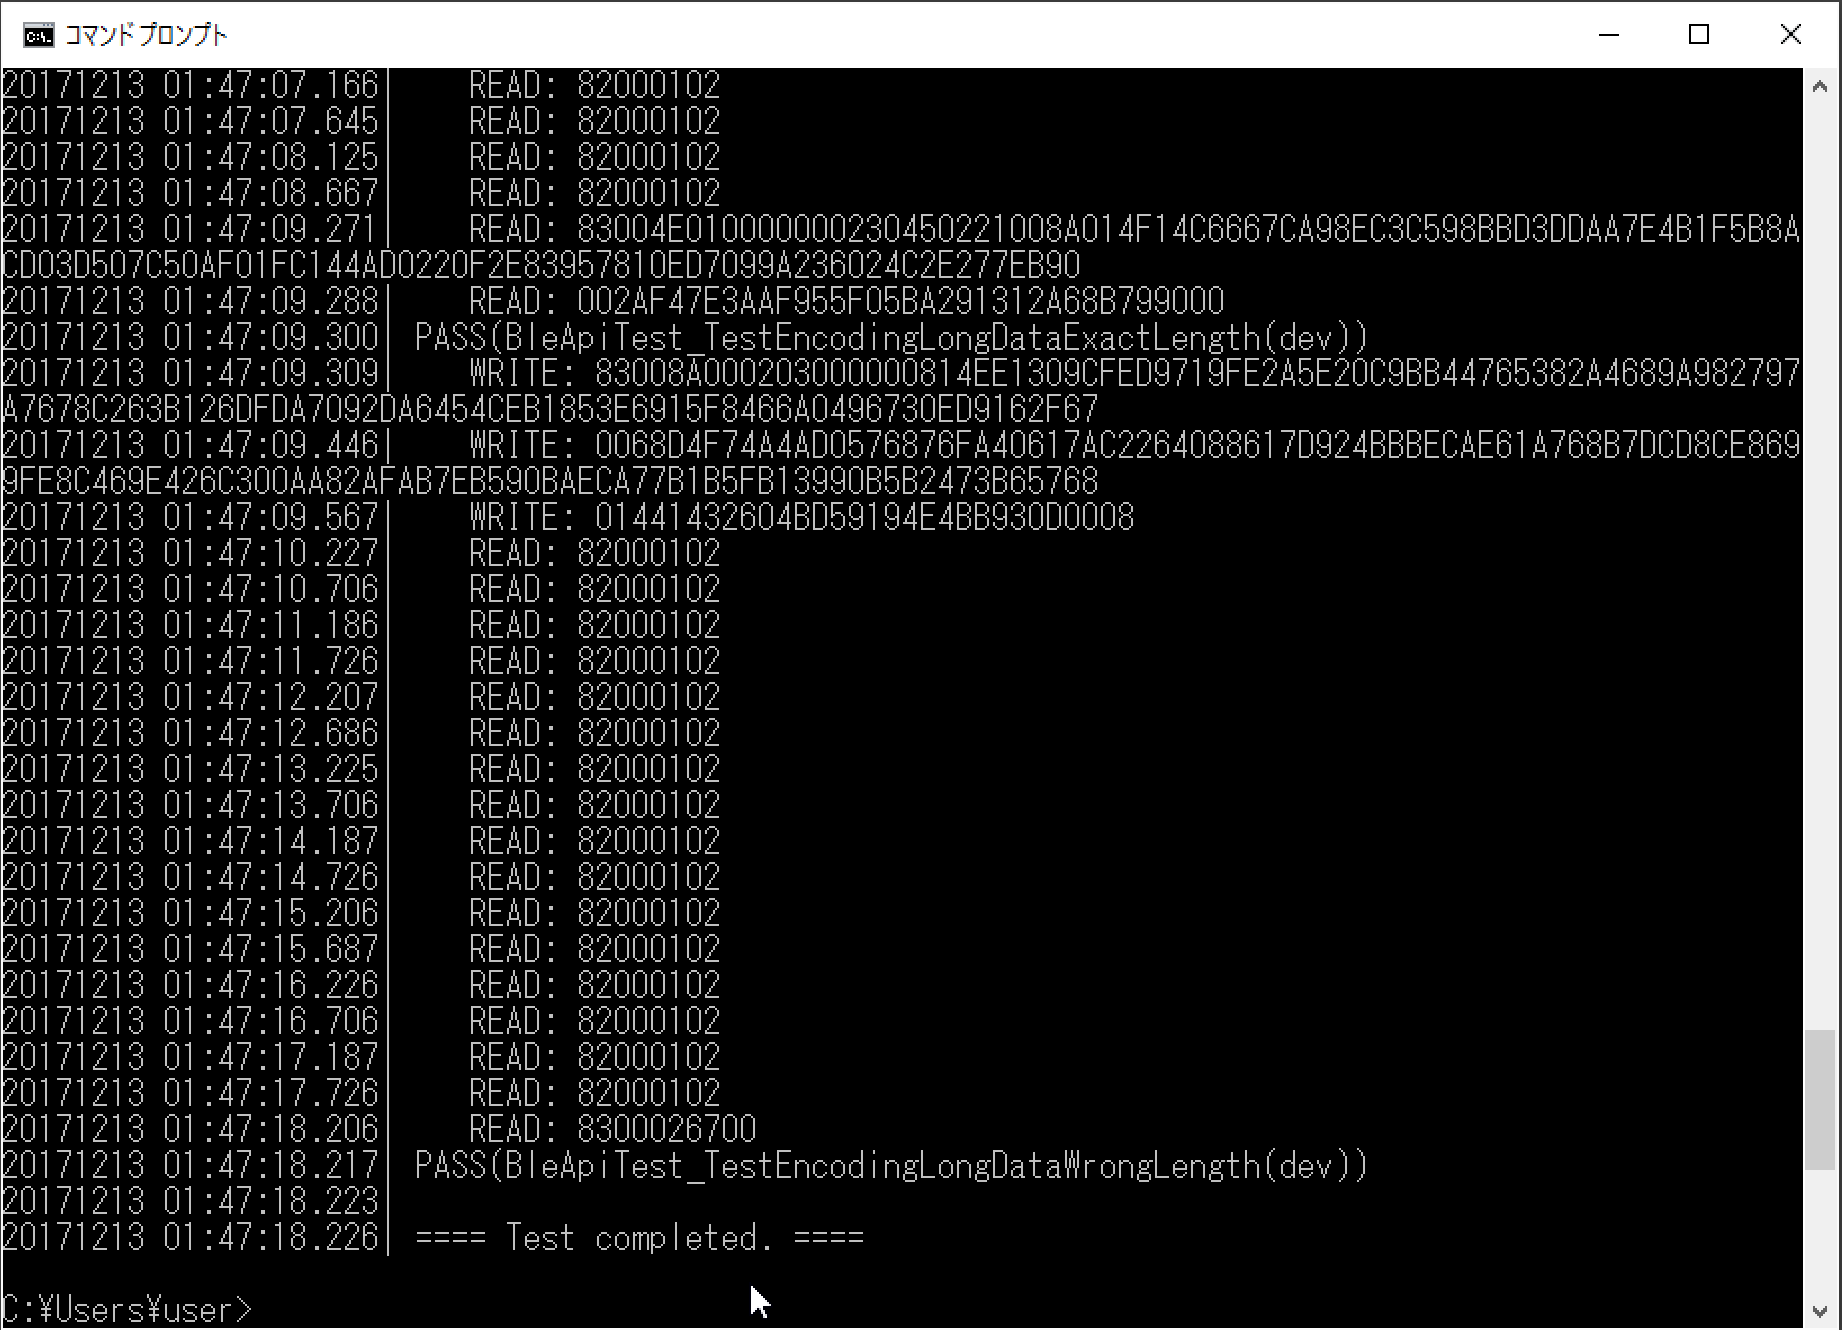 コマンド プロンプト
20171213 01:47:07.166|    READ: 82000102
20171213 01:47:07.645|    READ: 82000102
20171213 01:47:08.125|    READ: 82000102
20171213 01:47:08.667|    READ: 82000102
20171213 01:47:09.271|    READ: 83004E010000000230450221008A014F14C6667CA98EC3C598BBD3DDAA7E4B1F5B8A
CD03D507C50AF01FC144AD0220F2E83957810ED7099A236024C2E277EB90
20171213 01:47:09.288|    READ: 002AF47E3AAF955F05BA291312A68B799000
20171213 01:47:09.300| PASS(BleApiTest_TestEncodingLongDataExactLength(dev))
20171213 01:47:09.309|    WRITE: 83008A000203000000814EE1309CFED9719FE2A5E20C9BB44765382A4689A982797
A7678C263B126DFDA7092DA6454CEB1853E6915F8466A0496730ED9162F67
20171213 01:47:09.446|    WRITE: 0068D4F74A4AD0576876FA40617AC2264088617D924BBBECAE61A768B7DCD8CE869
9FE8C469E426C300AA82AFAB7EB590BAECA77B1B5FB13990B5B2473B65768
20171213 01:47:09.567|    WRITE: 01441432604BD59194E4BB930D0008
20171213 01:47:10.227|    READ: 82000102
20171213 01:47:10.706|    READ: 82000102
20171213 01:47:11.186|    READ: 82000102
20171213 01:47:11.726|    READ: 82000102
20171213 01:47:12.207|    READ: 82000102
20171213 01:47:12.686|    READ: 82000102
20171213 01:47:13.225|    READ: 82000102
20171213 01:47:13.706|    READ: 82000102
20171213 01:47:14.187|    READ: 82000102
20171213 01:47:14.726|    READ: 82000102
20171213 01:47:15.206|    READ: 82000102
20171213 01:47:15.687|    READ: 82000102
20171213 01:47:16.226|    READ: 82000102
20171213 01:47:16.706|    READ: 82000102
20171213 01:47:17.187|    READ: 82000102
20171213 01:47:17.726|    READ: 82000102
20171213 01:47:18.206|    READ: 8300026700
20171213 01:47:18.217| PASS(BleApiTest_TestEncodingLongDataWrongLength(dev))
20171213 01:47:18.223|
20171213 01:47:18.226| ==== Test completed. ====
C:¥Users¥user>